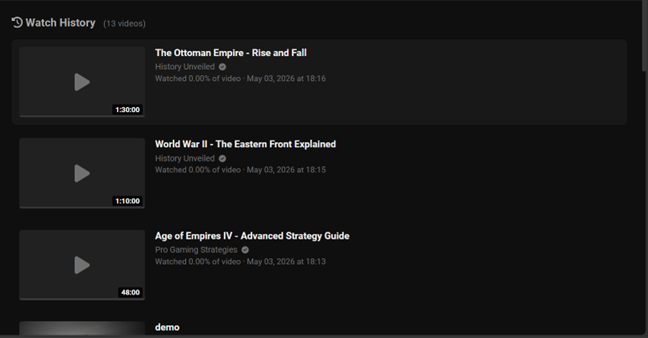 Watch History (13 videos)
The Ottoman Empire - Rise and Fall
History Unveiled
Watched 0.00% of video · May 03, 2026 at 18:16
1:30:00
World War II - The Eastern Front Explained
History Unveiled
Watched 0.00% of video · May 03, 2026 at 18:15
1:10:00
Age of Empires IV - Advanced Strategy Guide
Pro Gaming Strategies
Watched 0.00% of video · May 03, 2026 at 18:13
48:00
demo